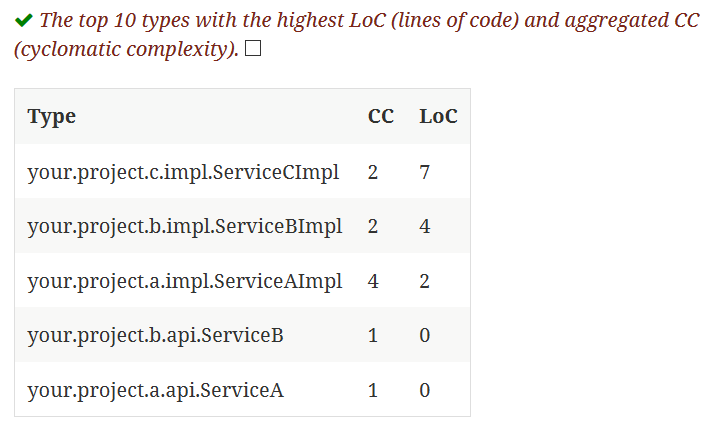 The top 10 types with the highest LoC (lines of code) and aggregated CC
(cyclomatic complexity).
Type CC LoC
your.project.c.impl.ServiceCImpl 2 7
your.project.b.impl.ServiceBImpl 2 4
your.project.a.impl.ServiceAImpl 4 2
your.project.b.api.ServiceB 1 0
your.project.a.api.ServiceA 1 0